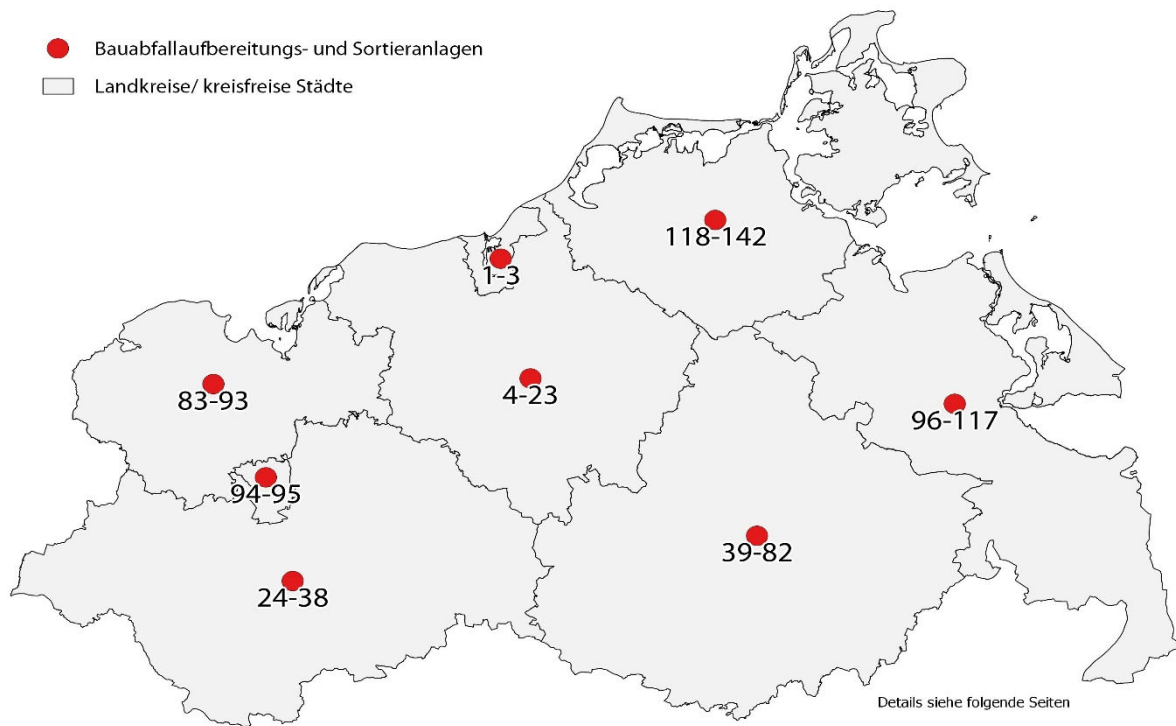 Bauabfallaufbereitungs- und Sortieranlagen
Landkreise/ kreisfreise Städte
118-142
1-3
83-93
4-23
96-117
94-95
39-82
24-38
Details siehe folgende Seiten